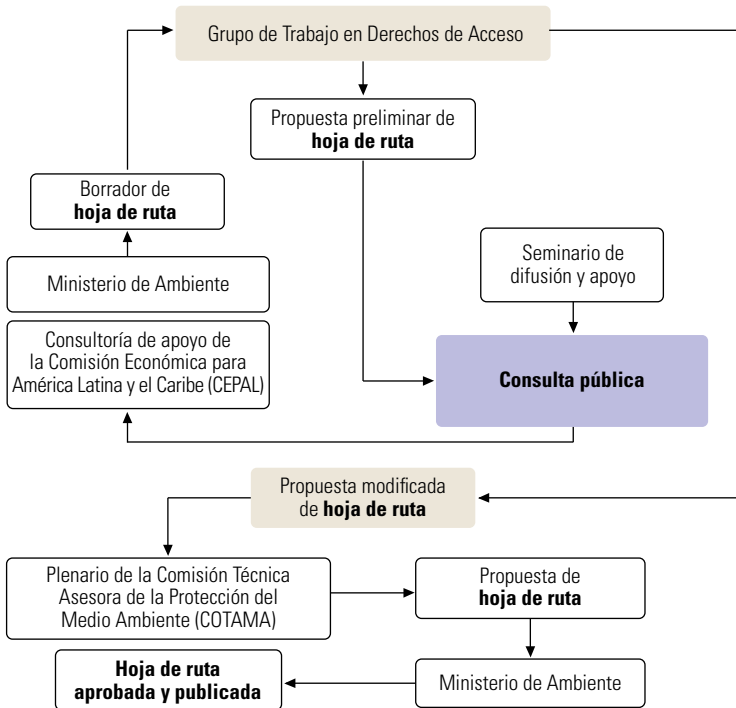 Grupo de Trabajo en Derechos de Acceso
Propuesta preliminar de
hoja de ruta
Borrador de
hoja de ruta
Seminario de
difusión y apoyo
Ministerio de Ambiente
Consultoría de apoyo de
la Comisión Económica para
América Latina y el Caribe (CEPAL)
Consulta pública
Propuesta modificada
de hoja de ruta
Plenario de la Comisión Técnica
Asesora de la Protección del
Medio Ambiente (COTAMA)
Propuesta de
hoja de ruta
Hoja de ruta
aprobada y publicada
Ministerio de Ambiente